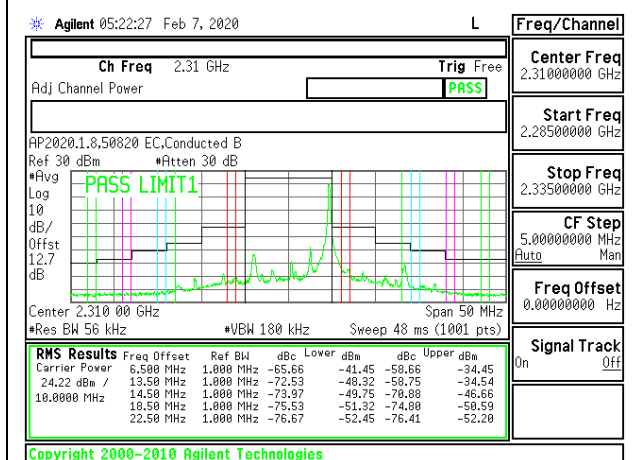 Agilent 05:22:27 Feb 7, 2020 L
Freq/Channel
Ch Freq 2.31 GHz Trig Free
Adj Channel Power PASS
AP2020.1.8,50820 EC,Conducted B
Ref 30 dBm #Atten 30 dB
#Avg
Log
10
dB/
Offst
12.7
dB
PASS LIMIT1
Center 2.310 00 GHz Span 50 MHz
#Res BW 56 kHz #VBW 180 kHz Sweep 48 ms (1001 pts)
RMS Results Freq Offset Ref BW dBc Lower dBm dBc Upper dBm
Carrier Power 6.500 MHz 1.000 MHz -65.66 -41.45 -58.66 -34.45
24.22 dBm / 13.50 MHz 1.000 MHz -72.53 -48.32 -58.75 -34.54
10.0000 MHz 14.50 MHz 1.000 MHz -73.97 -49.75 -70.88 -46.66
18.50 MHz 1.000 MHz -75.53 -51.32 -74.80 -50.59
22.50 MHz 1.000 MHz -76.67 -52.45 -76.41 -52.20
Center Freq
2.31000000 GHz
Start Freq
2.28500000 GHz
Stop Freq
2.33500000 GHz
CF Step
5.00000000 MHz
Auto Man
Freq Offset
0.00000000 Hz
Signal Track
On Off
Copyright 2000-2010 Agilent Technologies